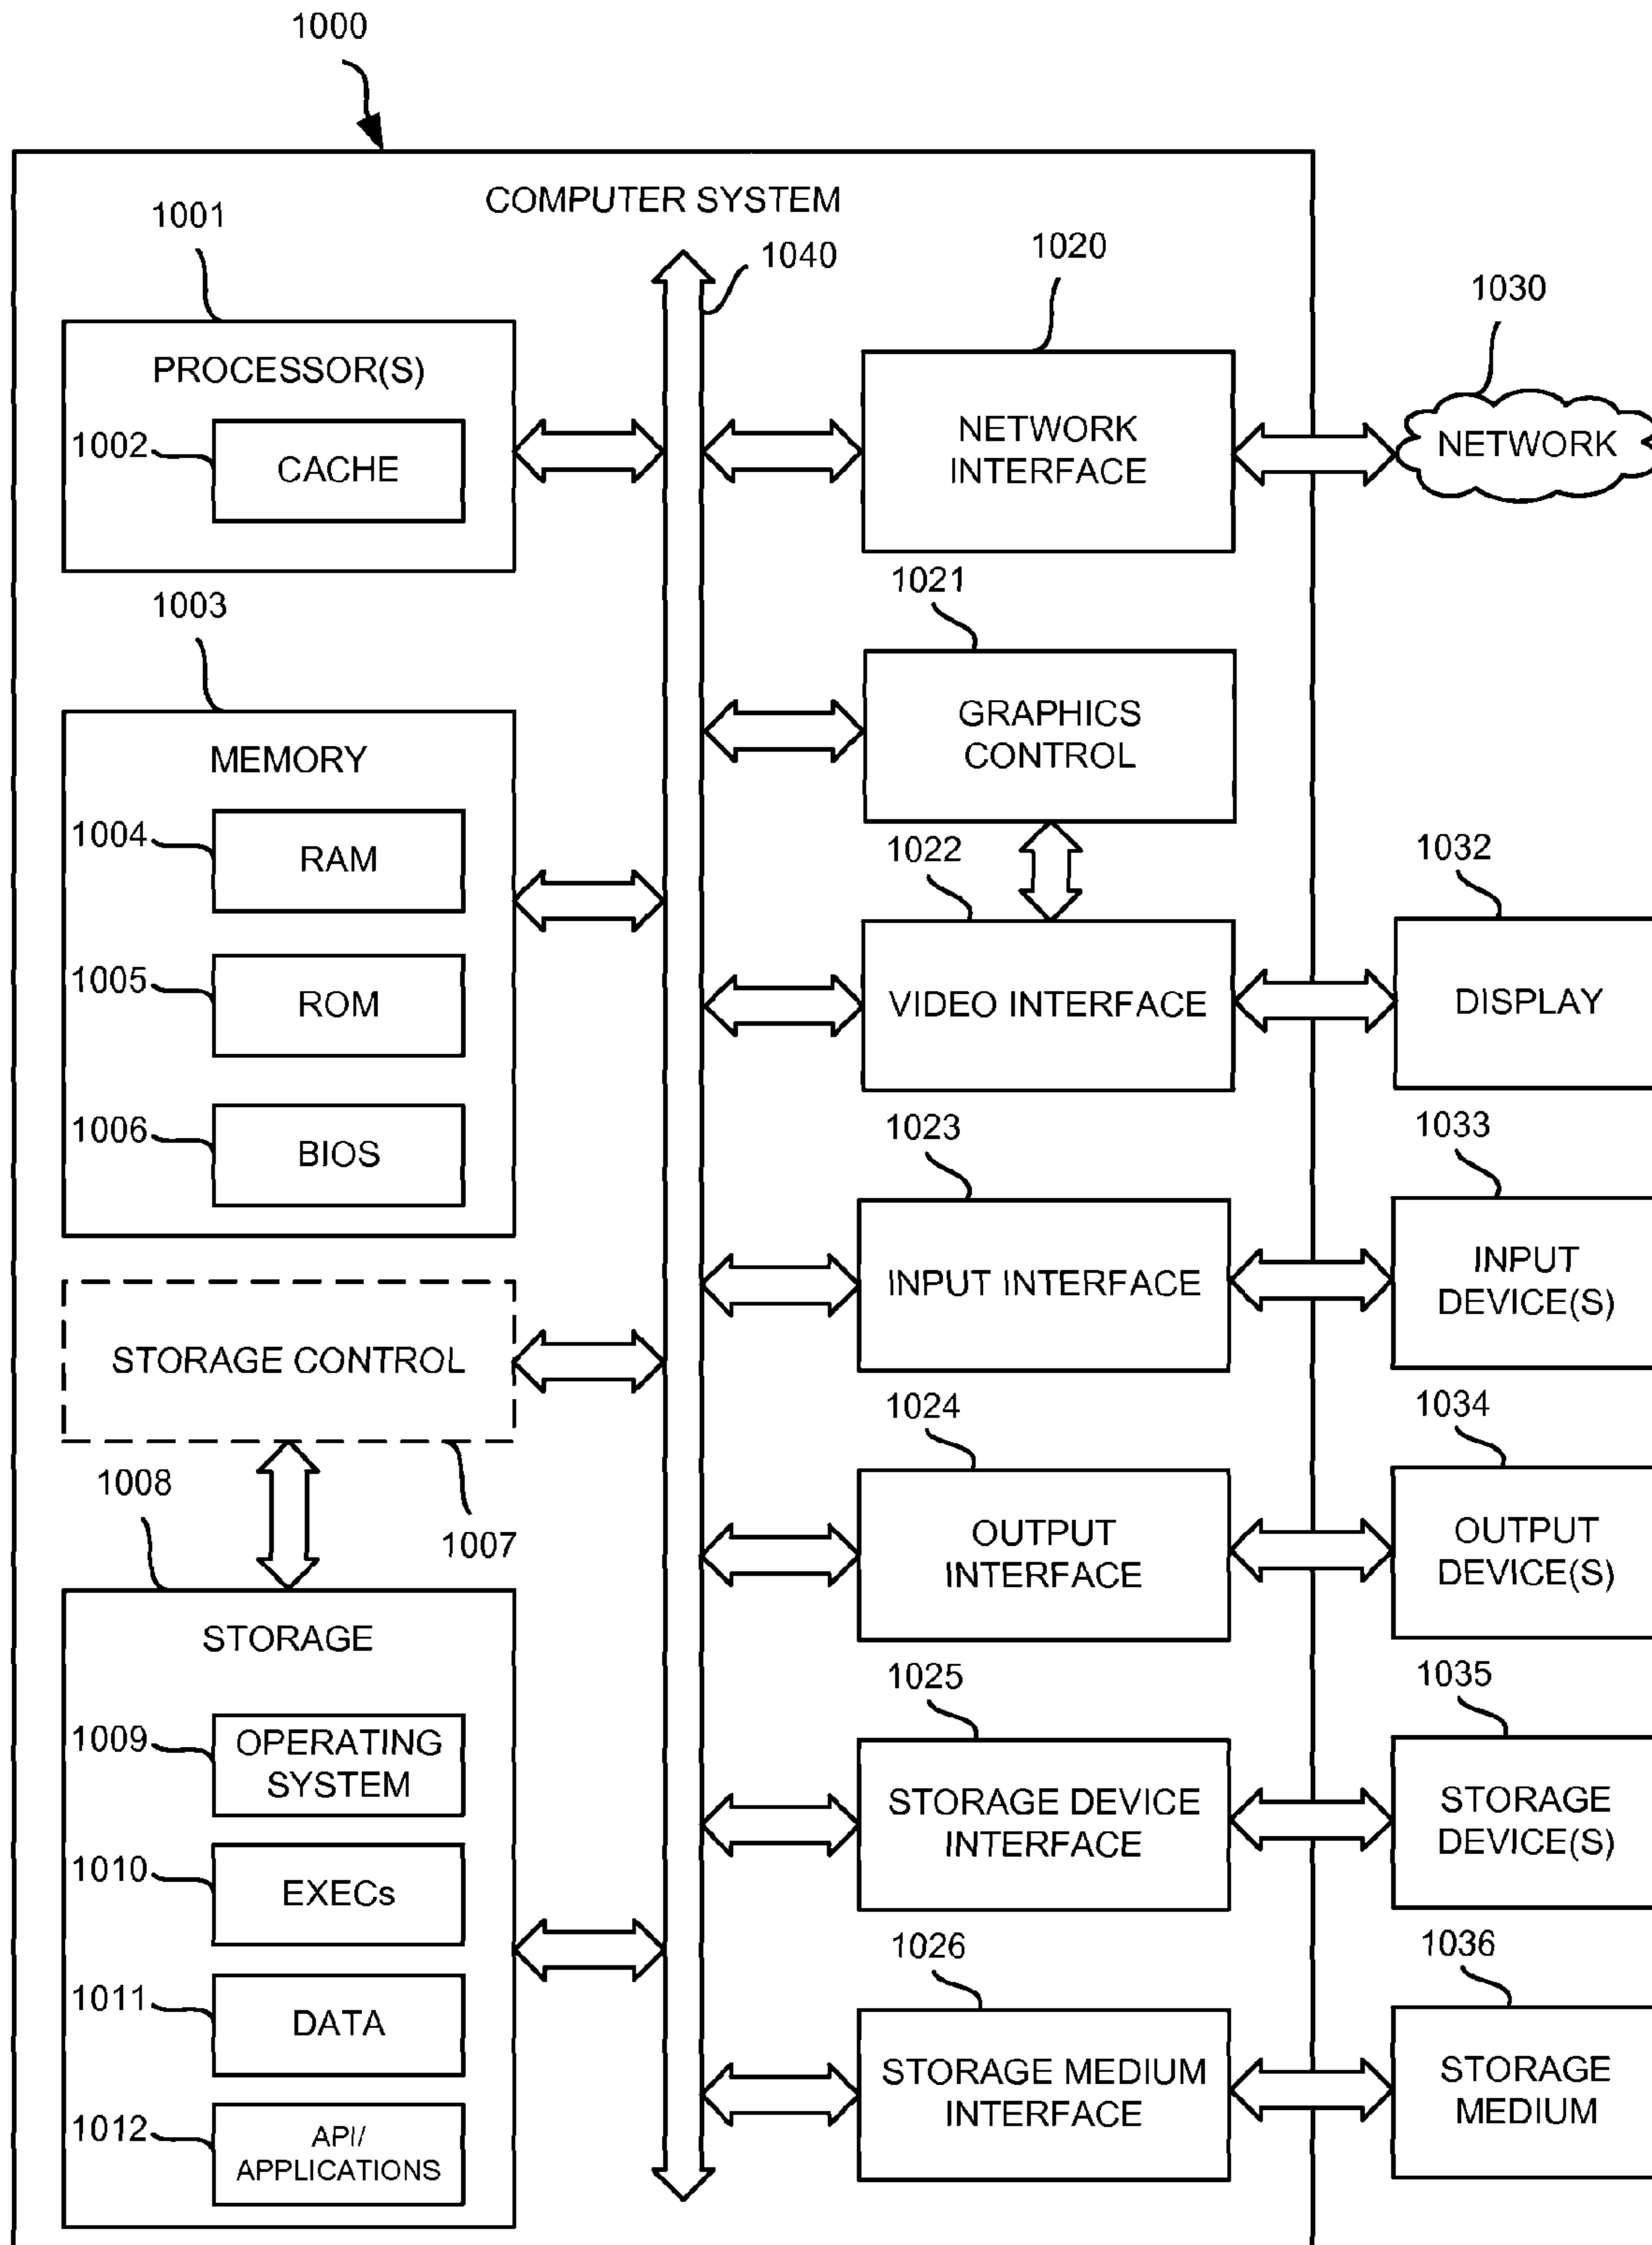 1000
COMPUTER SYSTEM
1040
1001
PROCESSOR(S)
1002
CACHE
1003
MEMORY
1004
RAM
1005
ROM
1006
BIOS
STORAGE CONTROL
1007
1008
STORAGE
1009
OPERATING
SYSTEM
1010
EXECs
1011
DATA
1012
API/
APPLICATIONS
1020
NETWORK
INTERFACE
1030
NETWORK
1021
GRAPHICS
CONTROL
1022
VIDEO INTERFACE
1032
DISPLAY
1023
INPUT INTERFACE
1033
INPUT
DEVICE(S)
1024
OUTPUT
INTERFACE
1034
OUTPUT
DEVICE(S)
1025
STORAGE DEVICE
INTERFACE
1035
STORAGE
DEVICE(S)
1026
STORAGE MEDIUM
INTERFACE
1036
STORAGE
MEDIUM